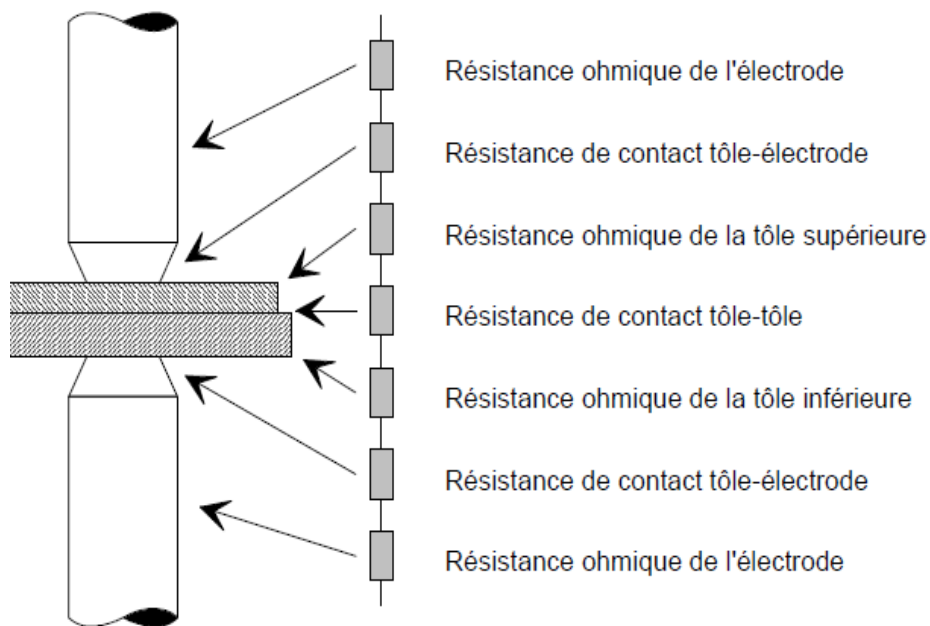 Résistance ohmique de l'électrode
Résistance de contact tôle-électrode
Résistance ohmique de la tôle supérieure
Résistance de contact tôle-tôle
Résistance ohmique de la tôle inférieure
Résistance de contact tôle-électrode
Résistance ohmique de l'électrode